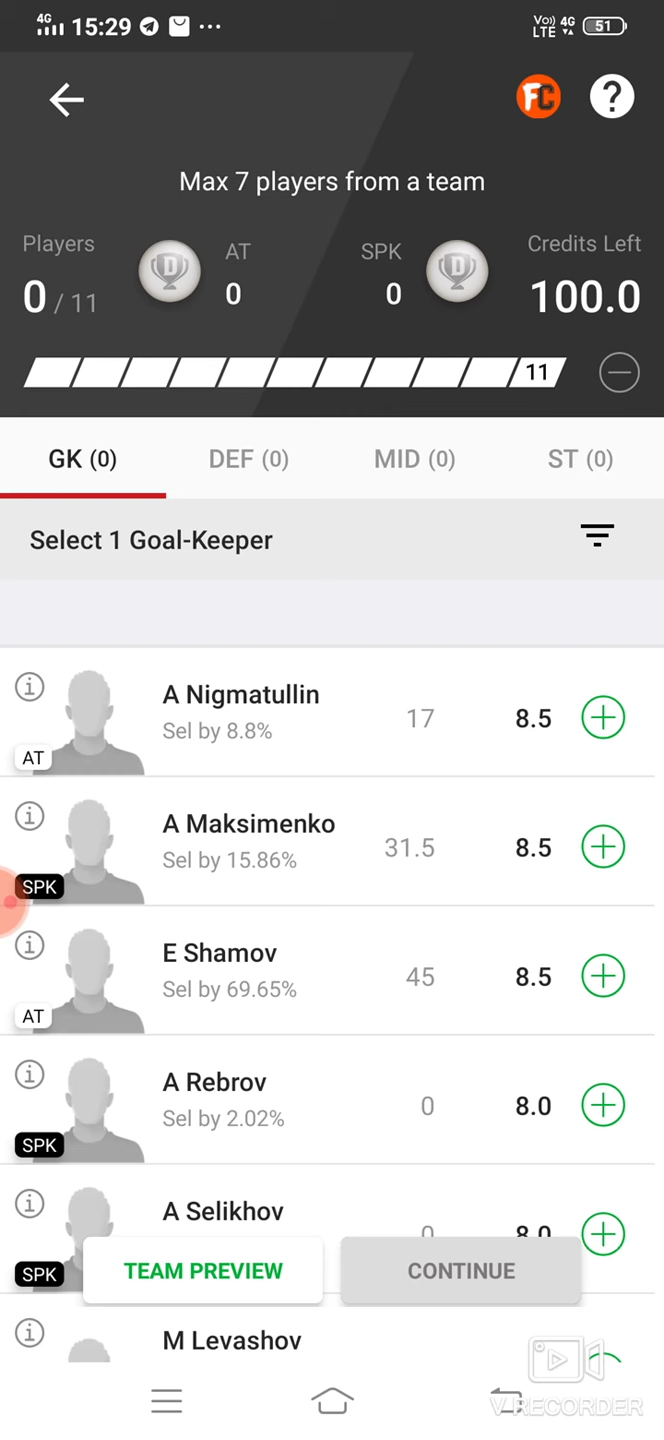 4G 15:29 ... Vo)) LTE 4G 51
FC ?
Max 7 players from a team
Players AT SPK Credits Left
0 / 11 D 0 0 D 100.0
11
GK (0) DEF (0) MID (0) ST (0)
Select 1 Goal-Keeper
i A Nigmatullin 17 8.5
Sel by 8.8%
AT
i A Maksimenko 31.5 8.5
Sel by 15.86%
SPK
i E Shamov 45 8.5
Sel by 69.65%
AT
i A Rebrov 0 8.0
Sel by 2.02%
SPK
i A Selikhov 0 8.0
SPK TEAM PREVIEW CONTINUE
i M Levashov
V RECORDER